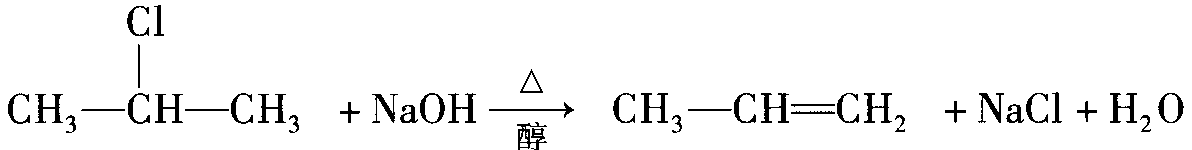 Cl
CH₃—CH—CH₃ + NaOH △ 醇 → CH₃—CH=CH₂ + NaCl + H₂O